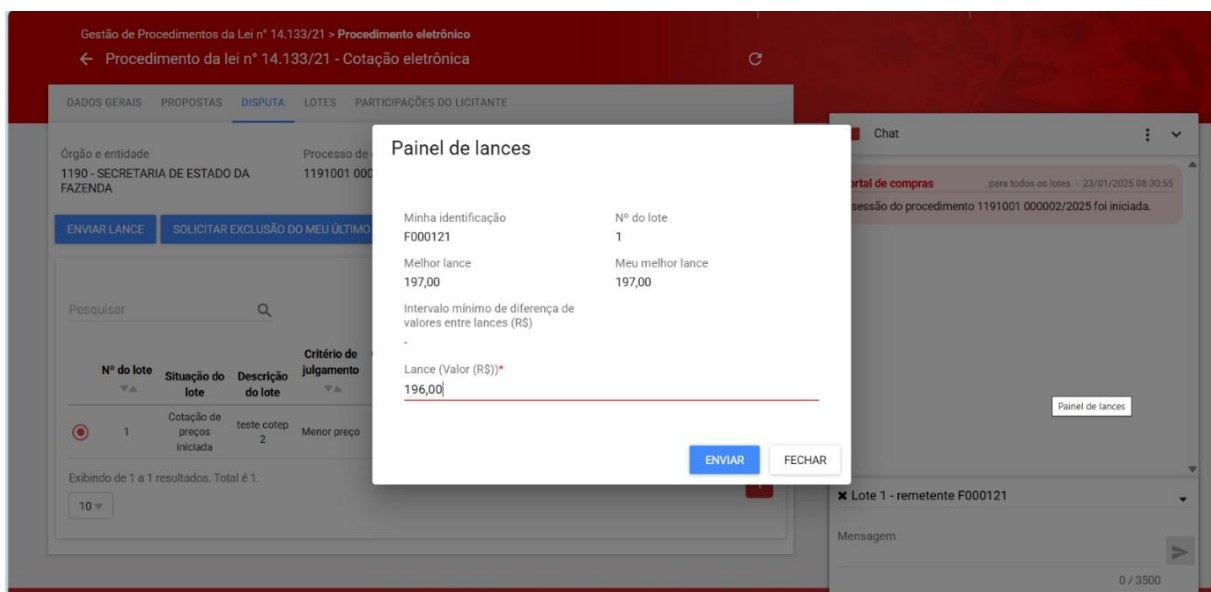 Gestão de Procedimentos da Lei n° 14.133/21 > Procedimento eletrônico
← Procedimento da lei n° 14.133/21 - Cotação eletrônica
DADOS GERAIS PROPOSTAS DISPUTA LOTES PARTICIPAÇÕES DO LICITANTE
Órgão e entidade
1190 - SECRETARIA DE ESTADO DA
FAZENDA
Processo de
1191001 000
ENVIAR LANCE
SOLICITAR EXCLUSÃO DO MEU ÚLTIMO
Pesquisar
Nº do lote
Situação do
lote
Descrição
do lote
Critério de
julgamento
1
Cotação de
preços
iniciada
teste cotep
2
Menor preço
Exibindo de 1 a 1 resultados. Total é 1.
10
Painel de lances
Minha identificação
F000121
Nº do lote
1
Melhor lance
197,00
Meu melhor lance
197,00
Intervalo mínimo de diferença de
valores entre lances (R$)
-
Lance (Valor (R$))*
196,00
ENVIAR
FECHAR
Chat
ortal de compras para todos os lotes - 23/01/2025 08:30:55
sessão do procedimento 1191001 000002/2025 foi iniciada.
Painel de lances
✖ Lote 1 - remetente F000121
Mensagem
0 / 3500